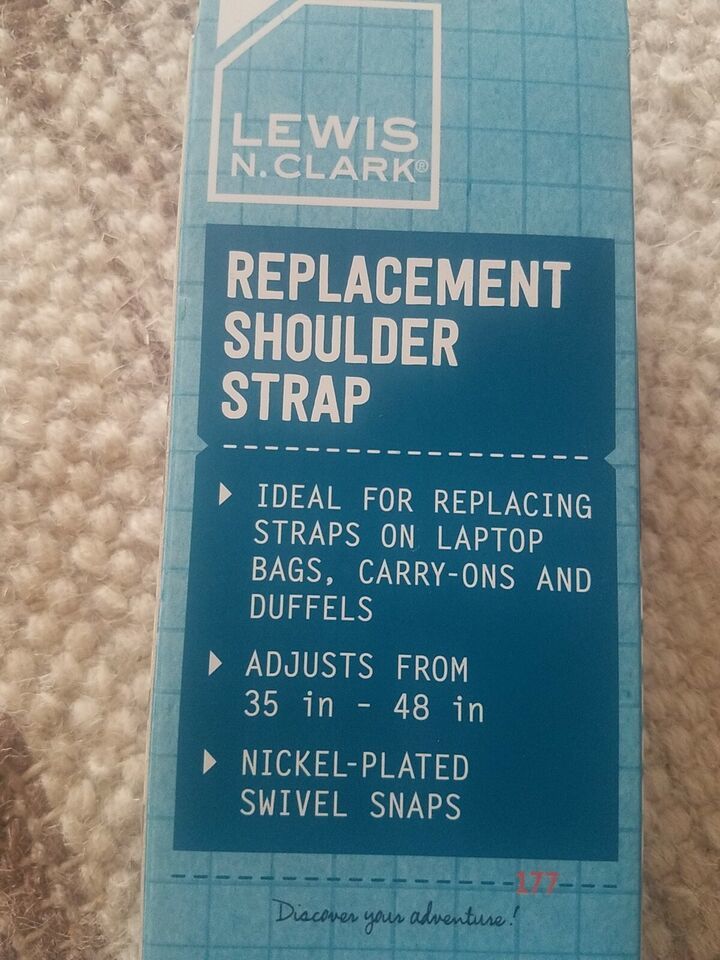 LEWIS
N.CLARK®
REPLACEMENT
SHOULDER
STRAP
IDEAL FOR REPLACING
STRAPS ON LAPTOP
BAGS, CARRY-ONS AND
DUFFELS
ADJUSTS FROM
35 in - 48 in
NICKEL-PLATED
SWIVEL SNAPS
177
Discover your adventure!